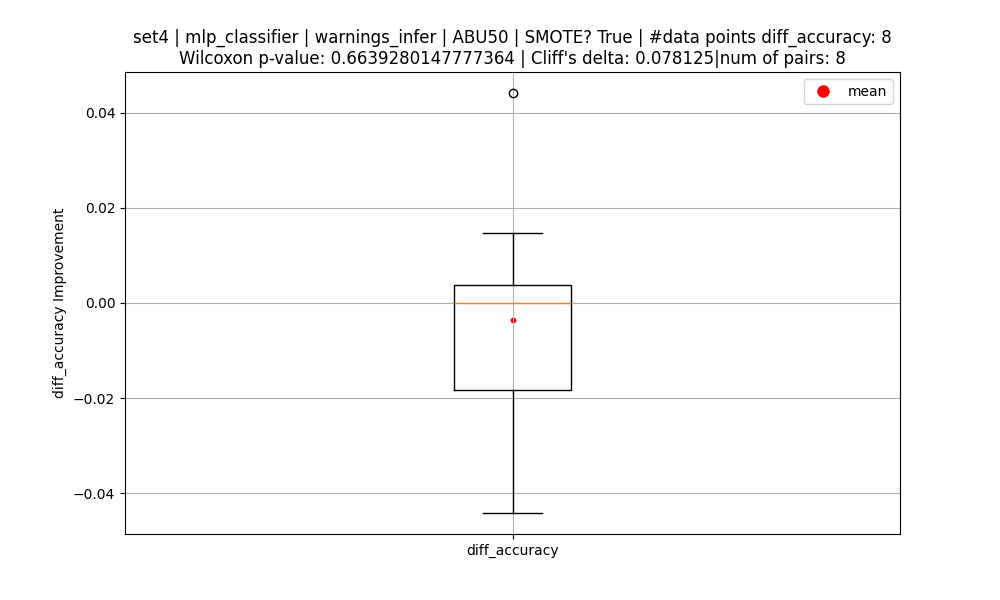 set4 | mlp_classifier | warnings_infer | ABU50 | SMOTE? True | #data points diff_accuracy: 8
Wilcoxon p-value: 0.6639280147777364 | Cliff's delta: 0.078125|num of pairs: 8
mean
0.04
0.02
0.00
−0.02
−0.04
diff_accuracy Improvement
diff_accuracy